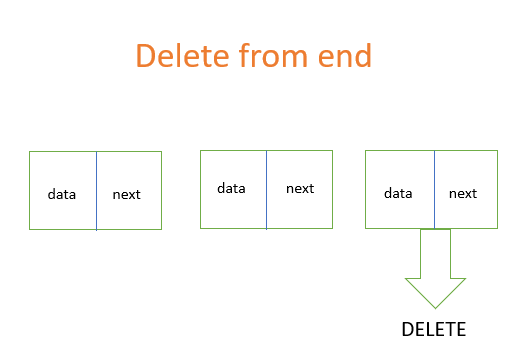 Delete from end
data next data next data next
DELETE